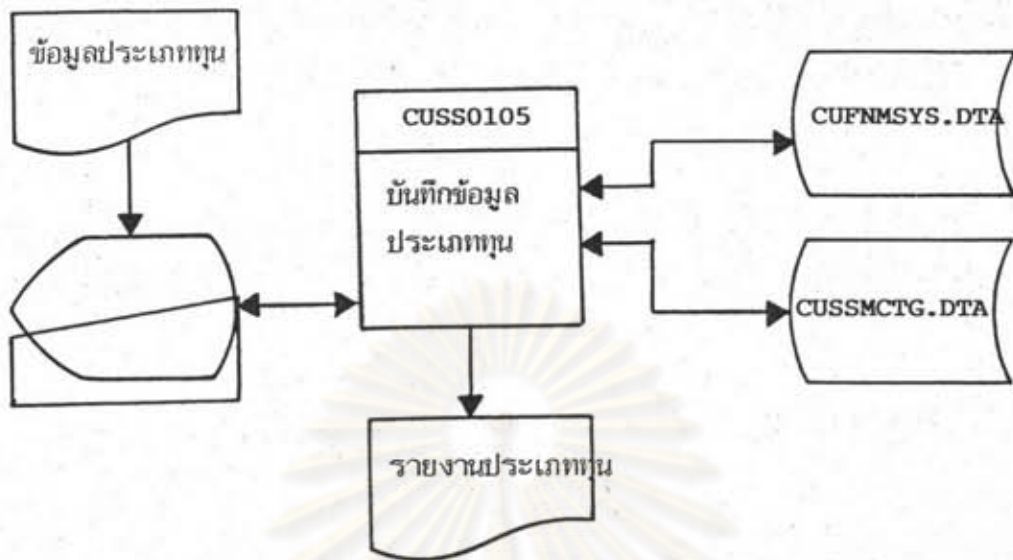 ข้อมูลประเภททุน
CUSS0105
บันทึกข้อมูล
ประเภททุน
CUFNMSYS.DTA
CUSSMCTG.DTA
รายงานประเภททุน